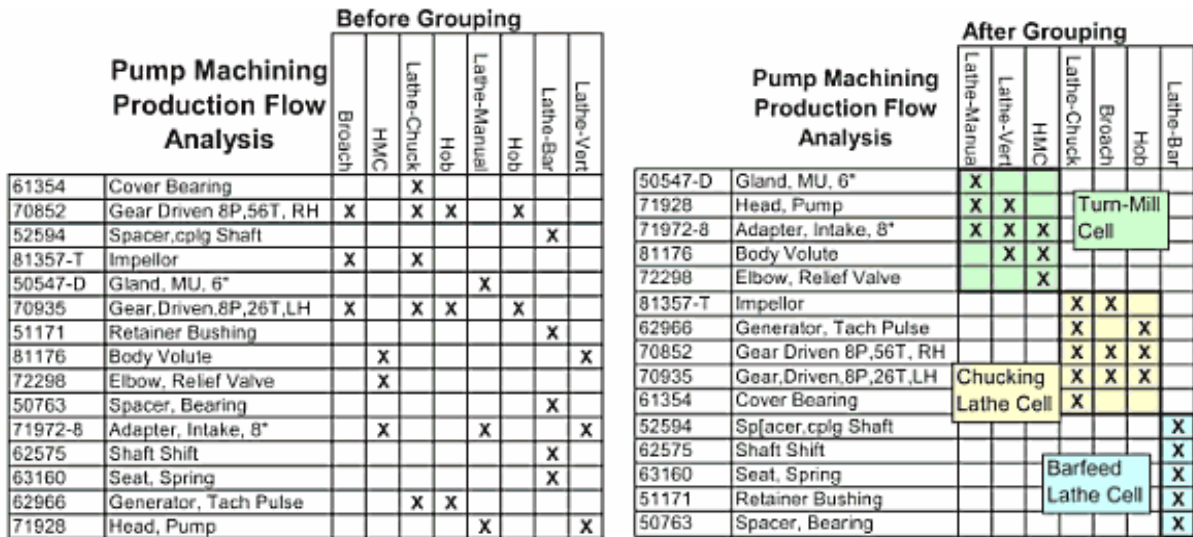 Before Grouping
Pump Machining
Production Flow
Analysis
Broach
HMC
Lathe-Chuck
Hob
Lathe-Manual
Hob
Lathe-Bar
Lathe-Vert
61354 Cover Bearing X
70852 Gear Driven 8P,56T, RH X X X X
52594 Spacer,cplg Shaft X
81357-T Impellor X X
50547-D Gland, MU, 6" X
70935 Gear,Driven,8P,26T,LH X X X X
51171 Retainer Bushing X
81176 Body Volute X X
72298 Elbow, Relief Valve X
50763 Spacer, Bearing X
71972-8 Adapter, Intake, 8" X X X
62575 Shaft Shift X
63160 Seat, Spring X
62966 Generator, Tach Pulse X X
71928 Head, Pump X X
After Grouping
Pump Machining
Production Flow
Analysis
Lathe-Manual
Lathe-Vert
HMC
Lathe-Chuck
Broach
Hob
Lathe-Bar
50547-D Gland, MU, 6" X
71928 Head, Pump X X
71972-8 Adapter, Intake, 8" X X X
81176 Body Volute X X
72298 Elbow, Relief Valve X
Turn-Mill
Cell
81357-T Impellor X X
62966 Generator, Tach Pulse X X
70852 Gear Driven 8P,56T, RH X X X
70935 Gear,Driven,8P,26T,LH X X X
61354 Cover Bearing X
Chucking
Lathe Cell
52594 Sp[acer,cplg Shaft X
62575 Shaft Shift X
63160 Seat, Spring X
51171 Retainer Bushing X
50763 Spacer, Bearing X
Barfeed
Lathe Cell